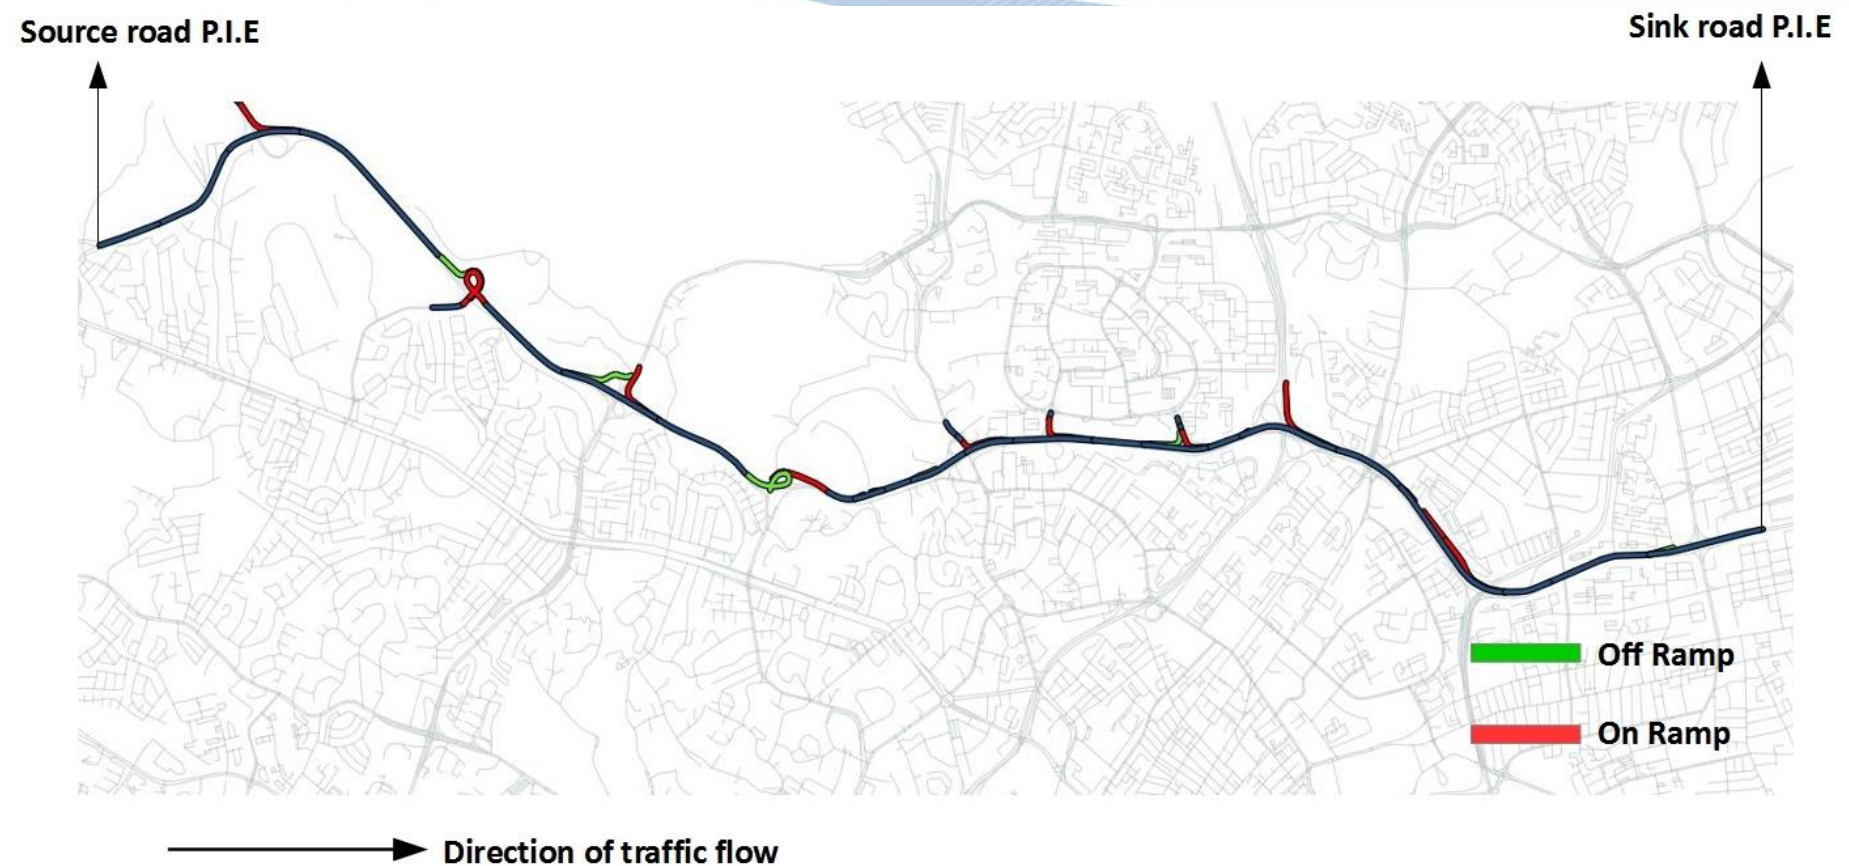 Source road P.I.E
Sink road P.I.E
Off Ramp
On Ramp
Direction of traffic flow